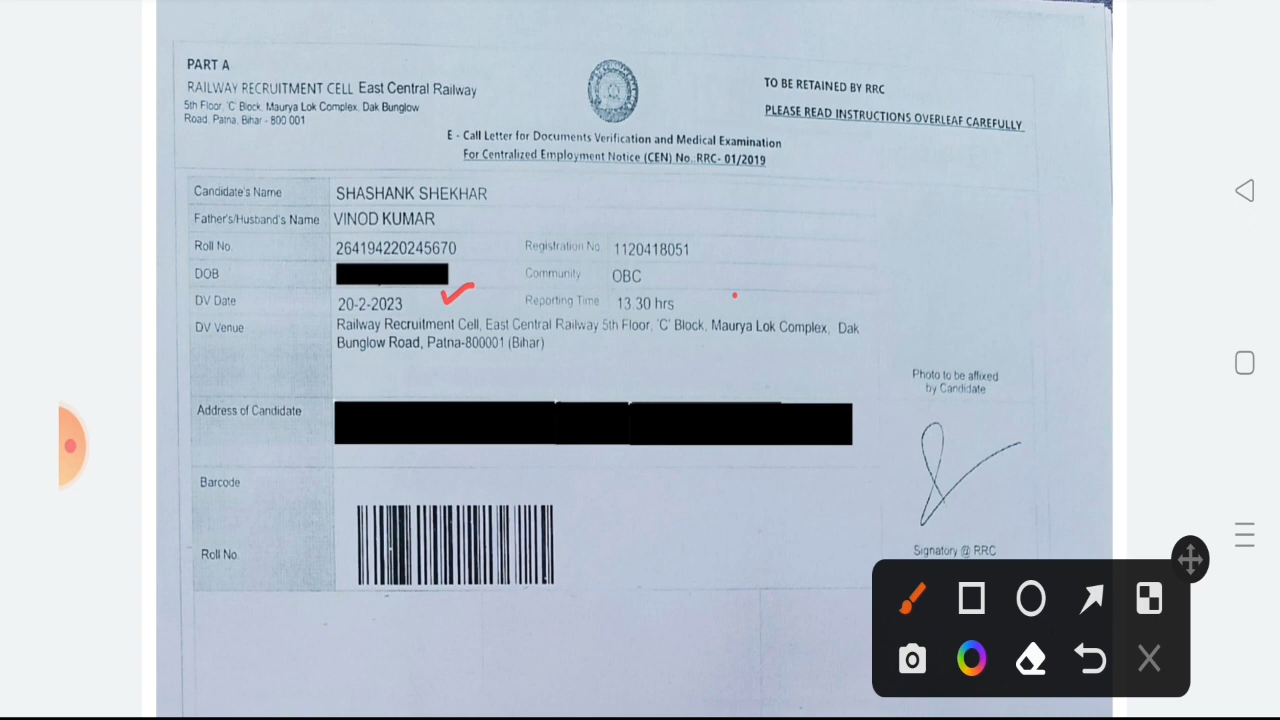 PART A
RAILWAY RECRUITMENT CELL East Central Railway
5th Floor, 'C' Block, Maurya Lok Complex, Dak Bunglow
Road, Patna, Bihar - 800 001
TO BE RETAINED BY RRC
PLEASE READ INSTRUCTIONS OVERLEAF CAREFULLY
E - Call Letter for Documents Verification and Medical Examination
For Centralized Employment Notice (CEN) No. RRC- 01/2019
Candidate's Name SHASHANK SHEKHAR
Father's/Husband's Name VINOD KUMAR
Roll No. 264194220245670 Registration No 1120418051
DOB Community OBC
DV Date 20-2-2023 Reporting Time 13.30 hrs
DV Venue Railway Recruitment Cell, East Central Railway 5th Floor, 'C' Block, Maurya Lok Complex, Dak
Bunglow Road, Patna-800001 (Bihar)
Photo to be affixed
by Candidate
Address of Candidate
Barcode
Roll No.
Signatory @ RRC